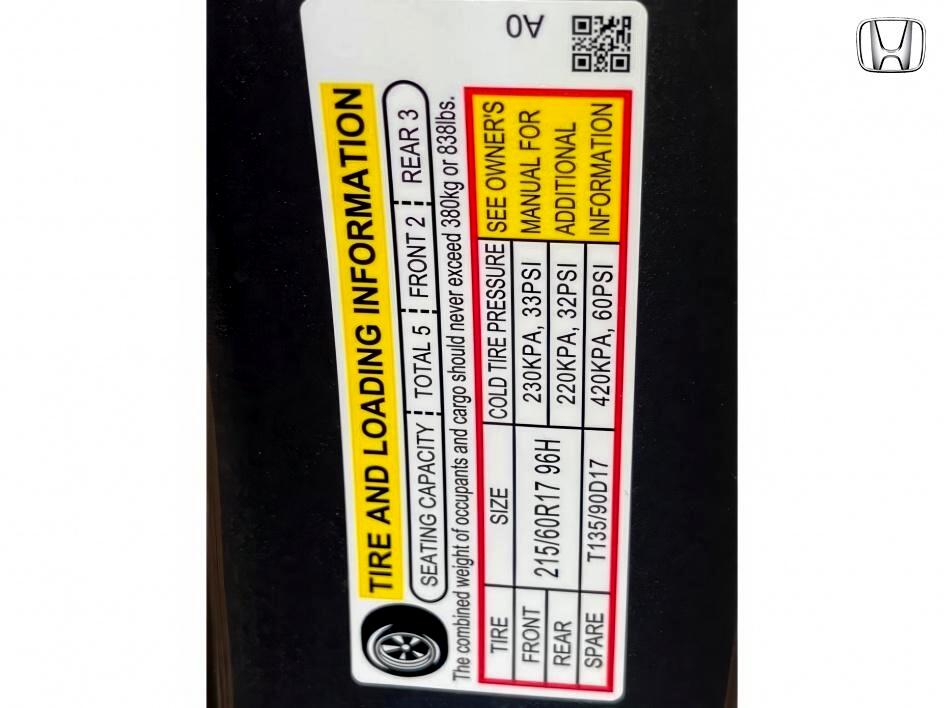 TIRE AND LOADING INFORMATION
SEATING CAPACITY TOTAL 5 FRONT 2 REAR 3
The combined weight of occupants and cargo should never exceed 380kg or 838lbs.
TIRE SIZE COLD TIRE PRESSURE SEE OWNER'S
FRONT 215/60R17 96H 230KPA, 33PSI MANUAL FOR
REAR 220KPA, 32PSI ADDITIONAL
SPARE T135/90D17 420KPA, 60PSI INFORMATION
A0